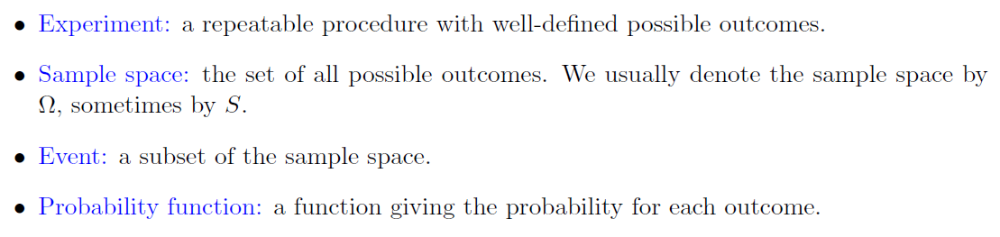 • Experiment: a repeatable procedure with well-defined possible outcomes.
• Sample space: the set of all possible outcomes. We usually denote the sample space by
Ω, sometimes by S.
• Event: a subset of the sample space.
• Probability function: a function giving the probability for each outcome.